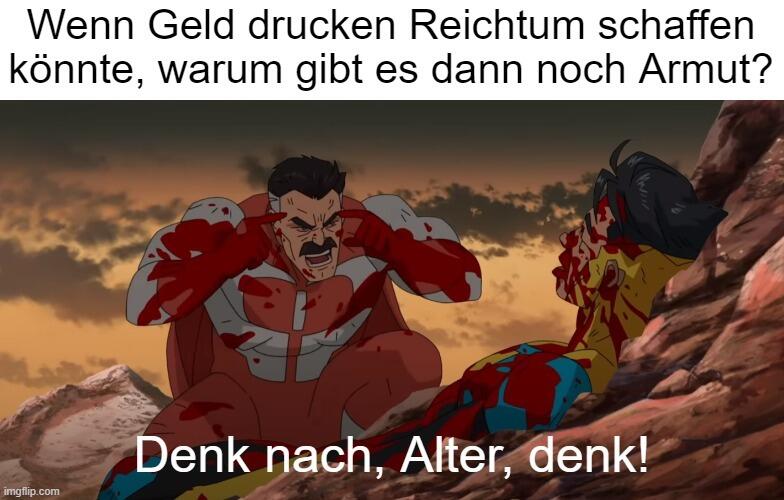 Wenn Geld drucken Reichtum schaffen
könnte, warum gibt es dann noch Armut?
Denk nach, Alter, denk!
imgflip.com